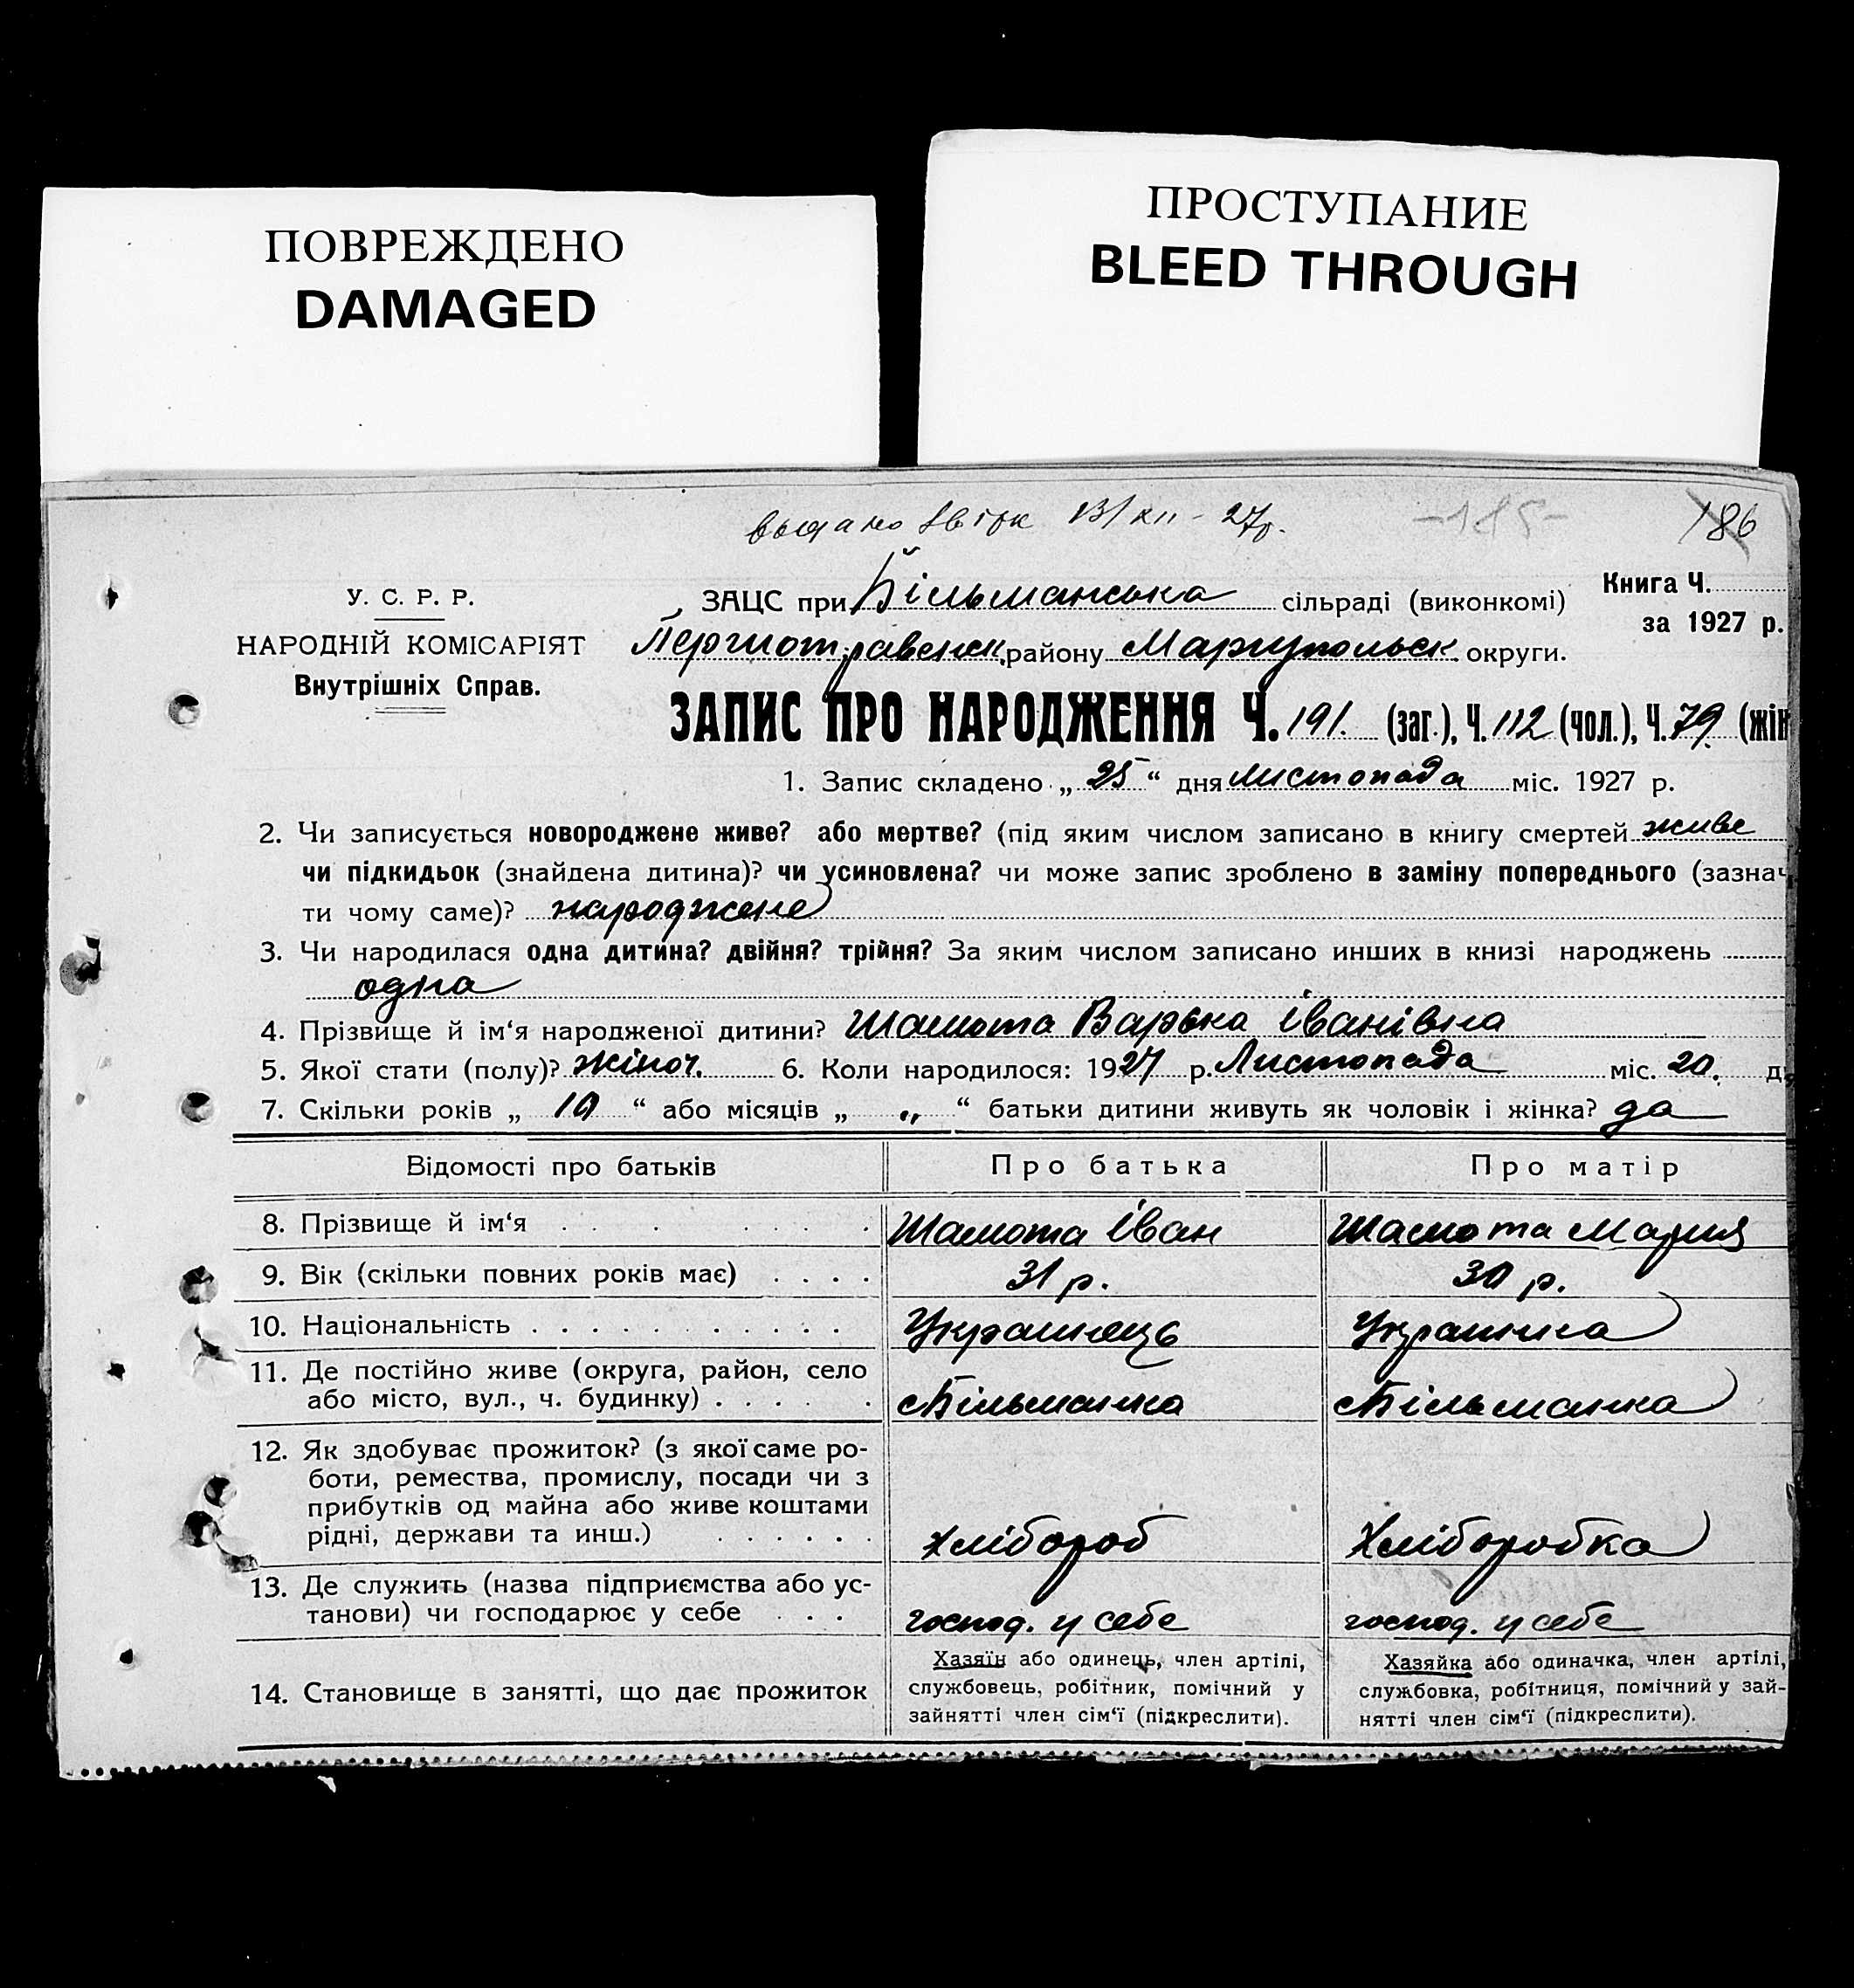 ПОВРЕЖДЕНО
DAMAGED
ПРОСТУПАНИЕ
BLEED THROUGH
видано 27р.
-185-
186
У. С. Р. Р.
НАРОДНІЙ КОМІСАРІЯТ
Внутрішніх Справ.
ЗАЦС при Більманська сільраді (виконкомі)
Книга Ч.
за 1927 р.
району Мариупольск округи.
ЗАПИС ПРО НАРОДЖЕННЯ Ч. 191. (заг.), Ч. 112 (чол.), Ч. 79. (жін
1. Запис складено „ 25 “ дня листопада міс. 1927 р.
2. Чи записується новороджене живе? або мертве? (під яким числом записано в книгу смертей живе
чи підкидьок (знайдена дитина)? чи усиновлена? чи може запис зроблено в заміну попереднього (зазнач
ти чому саме)? народжене
3. Чи народилася одна дитина? двійня? трійня? За яким числом записано инших в книзі народжень
одна
4. Прізвище й ім‘я народженої дитини? Шамота Варька Іванівна
5. Якої стати (полу)? жіноч. 6. Коли народилося: 1927 р. Листопада міс. 20. д
7. Скільки років „ 10 “ або місяців „ „ “ батьки дитини живуть як чоловік і жінка? да
Відомості про батьків Про батька Про матір
8. Прізвище й ім‘я . . . . . . . Шамота Іван Шамота Мария
9. Вік (скільки повних років має) . . . . 31 р. 30 р.
10. Національність . . . . . . . . . . . Украинець Украинка
11. Де постійно живе (округа, район, село
або місто, вул., ч. будинку) . . . . . . Більманка Більманка
12. Як здобуває прожиток? (з якої саме ро-
боти, ремества, промислу, посади чи з
прибутків од майна або живе коштами
рідні, держави та инш.) . . . . . . Хлібороб Хлібо­робка
13. Де служить (назва підприємства або ус-
танови) чи господарює у себе . . . господ. у себе господ. у себе
14. Становище в занятті, що дає прожиток
Хазяїн або одинець, член артілі,
службовець, робітник, помічний у
зайнятті член сім‘ї (підкреслити).
Хазяйка або одиначка, член артілі,
службовка, робітниця, помічний у зай-
нятті член сім‘ї (підкреслити).